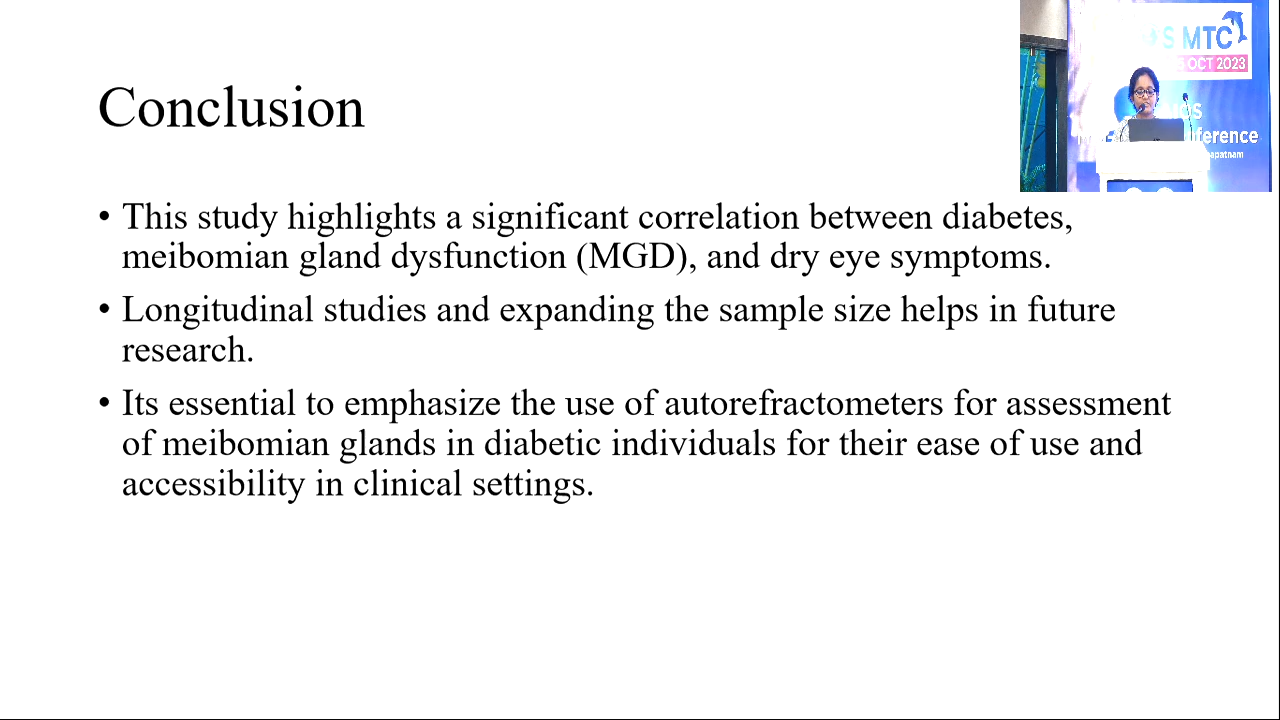 Conclusion
• This study highlights a significant correlation between diabetes,
meibomian gland dysfunction (MGD), and dry eye symptoms.
• Longitudinal studies and expanding the sample size helps in future
research.
• Its essential to emphasize the use of autorefractometers for assessment
of meibomian glands in diabetic individuals for their ease of use and
accessibility in clinical settings.
S MTC
OCT 2023